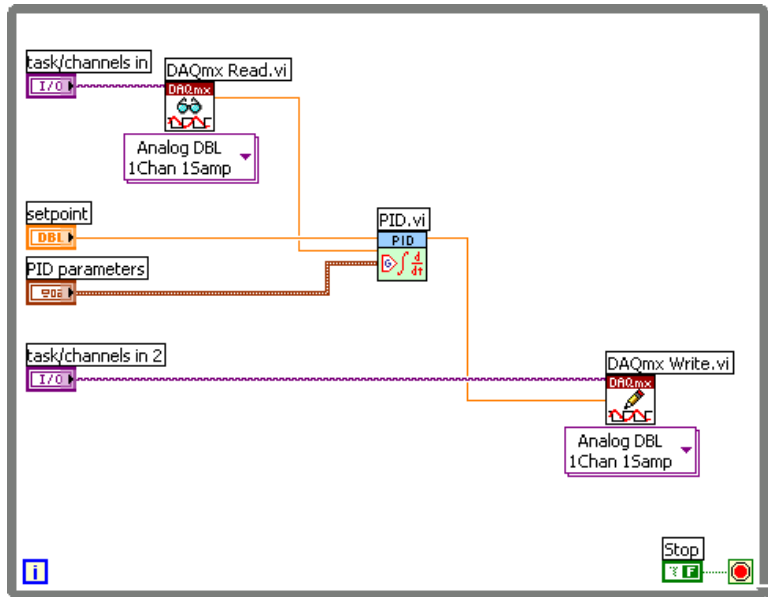 task/channels in
I/O
DAQmx Read.vi
DAQmx
Analog DBL
1Chan 1Samp
setpoint
DBL
PID.vi
PID
G
d
dt
PID parameters
task/channels in 2
I/O
DAQmx Write.vi
DAQmx
Analog DBL
1Chan 1Samp
Stop
F
i